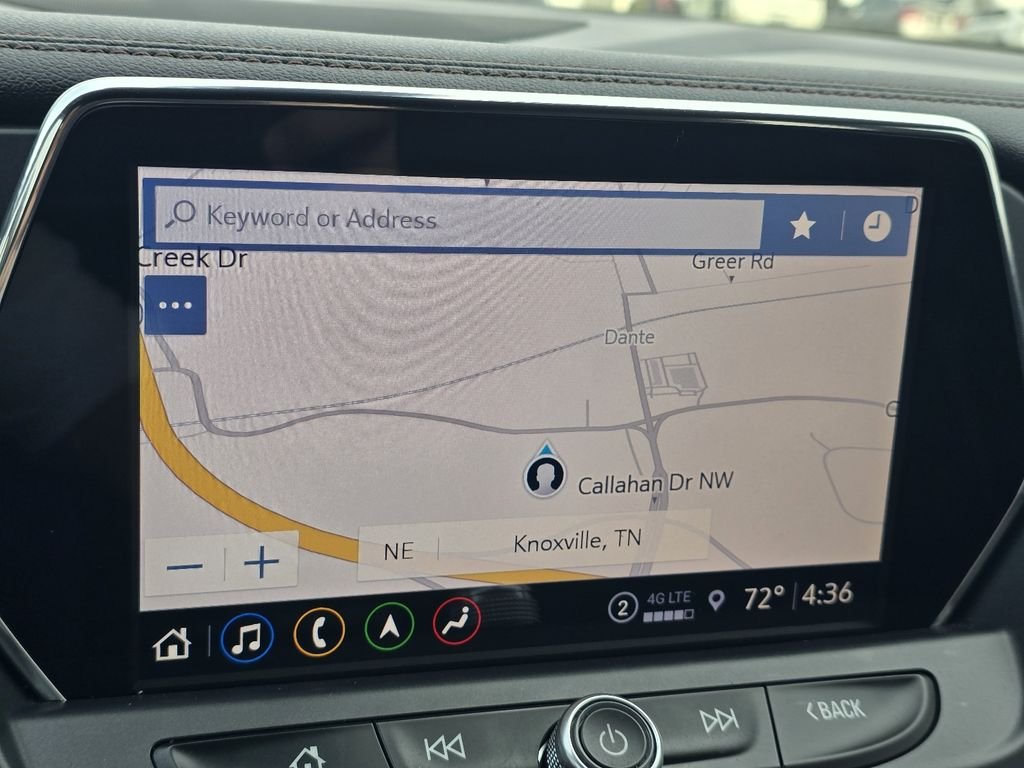 Keyword or Address
Creek Dr
Greer Rd
Dante
Callahan Dr NW
NE
Knoxville, TN
2
4G LTE
72°
4:36
<BACK